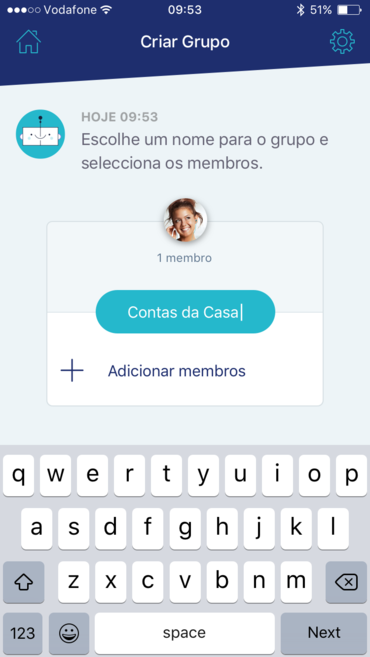 Vodafone 09:53 51%
Criar Grupo
HOJE 09:53
Escolhe um nome para o grupo e
selecciona os membros.
1 membro
Contas da Casa
Adicionar membros
q w e r t y u i o p
a s d f g h j k l
z x c v b n m
123 space Next